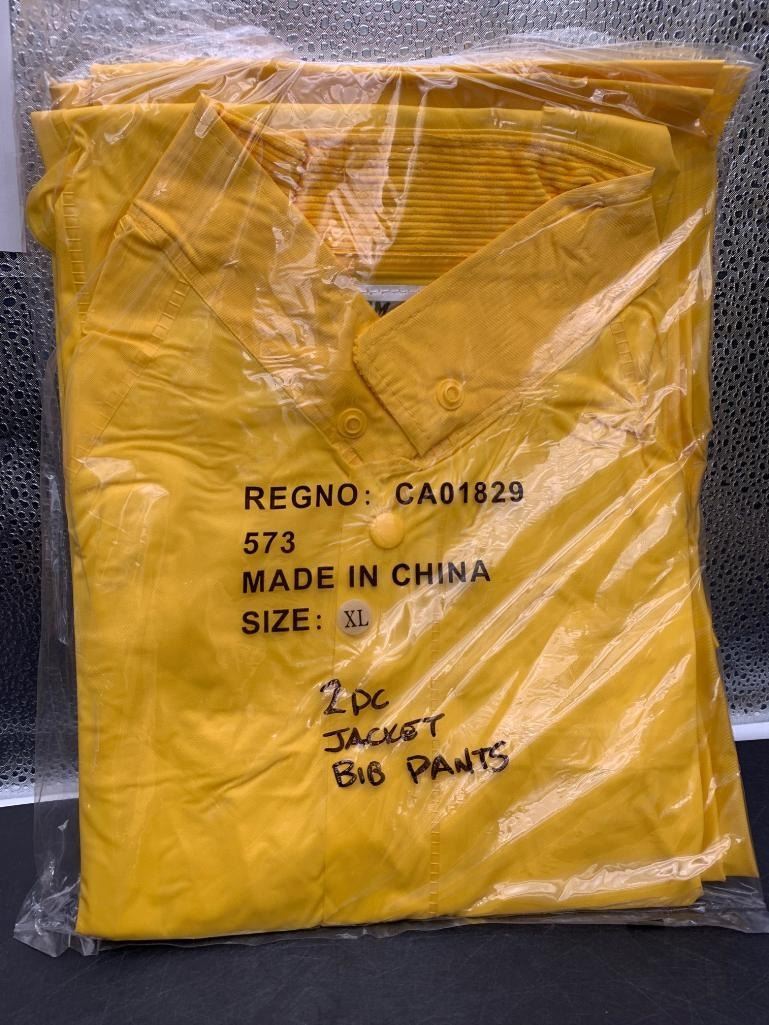 REGNO: CA01829
573
MADE IN CHINA
SIZE: XL
2PC
JACKET
BIB PANTS